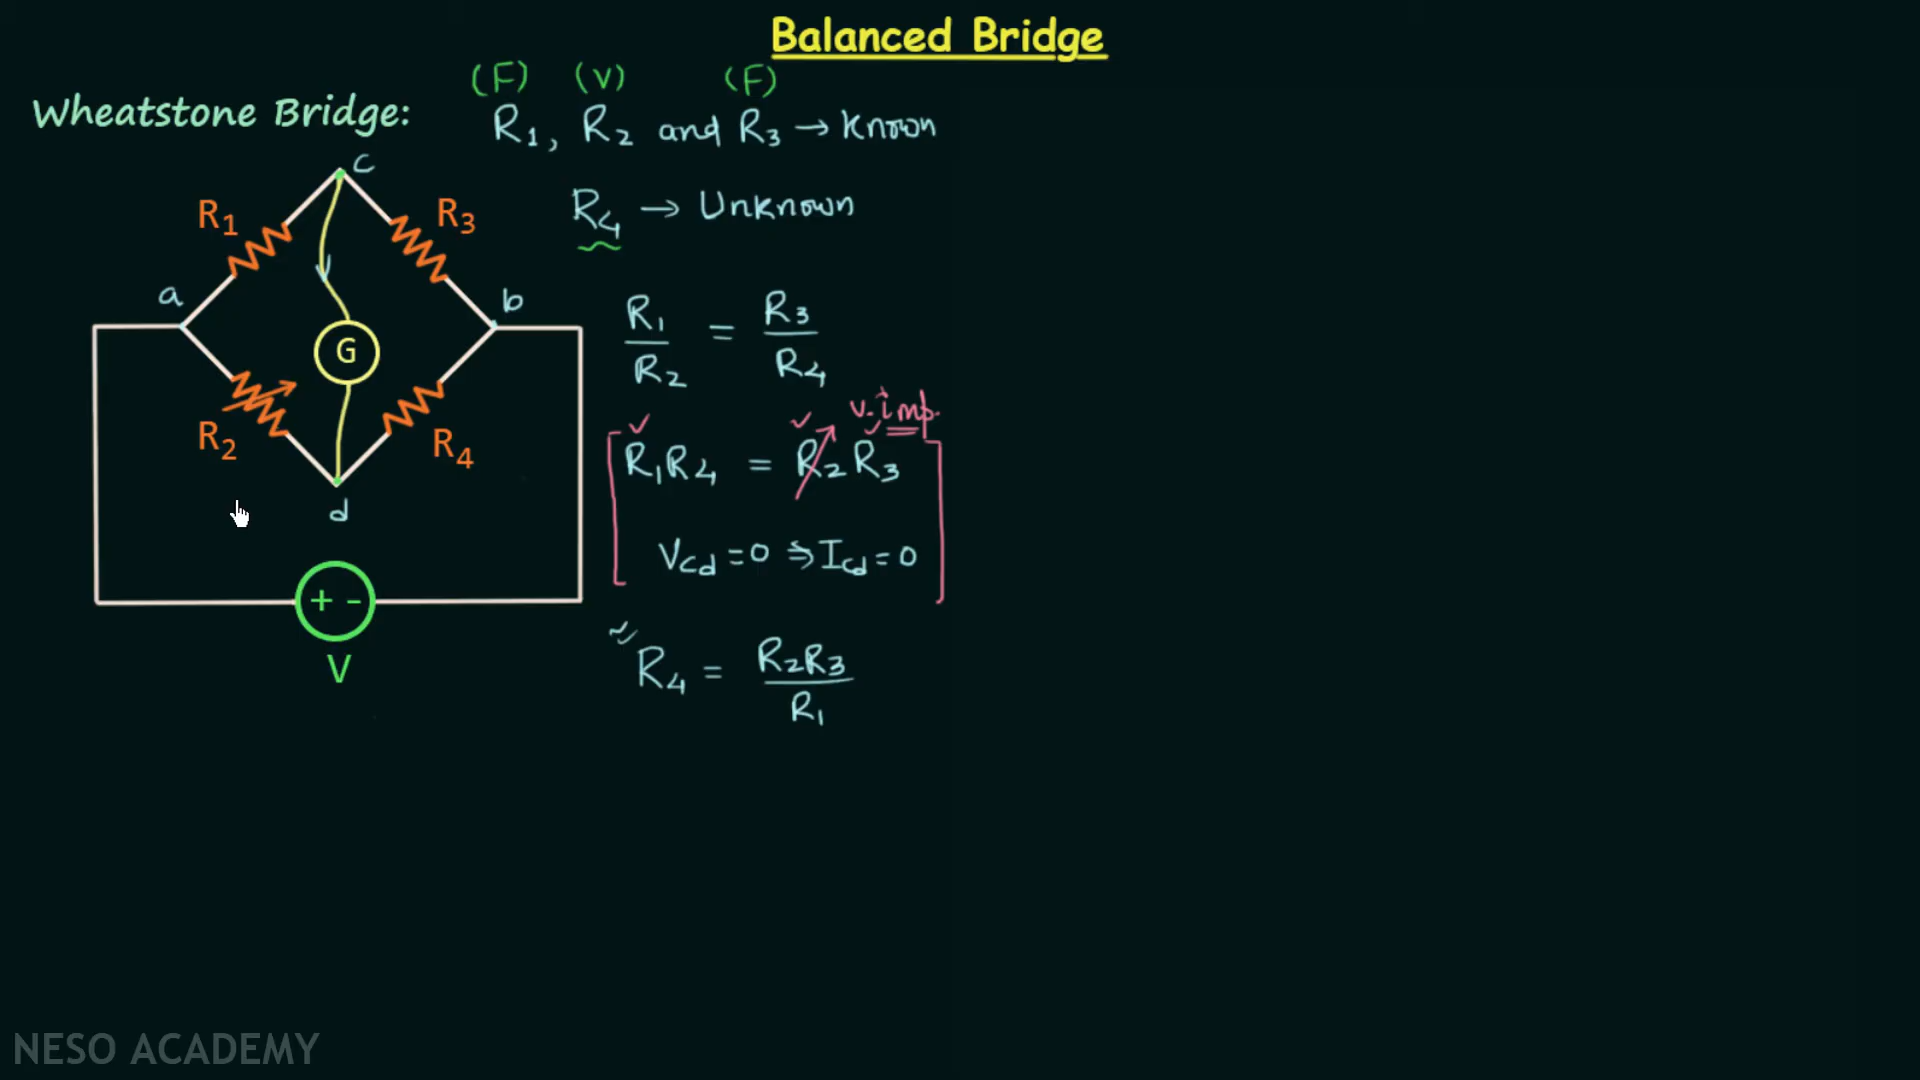 Balanced Bridge
Wheatstone Bridge:
(F) (V) (F)
R1, R2 and R3 → Known
R4 → Unknown
c
R1
R3
a
b
G
R2
R4
d
+ -
V
R1/R2 = R3/R4
v. imp.
R1R4 = R2R3
Vcd = 0 ⇒ Icd = 0
R4 = R2R3/R1
NESO ACADEMY